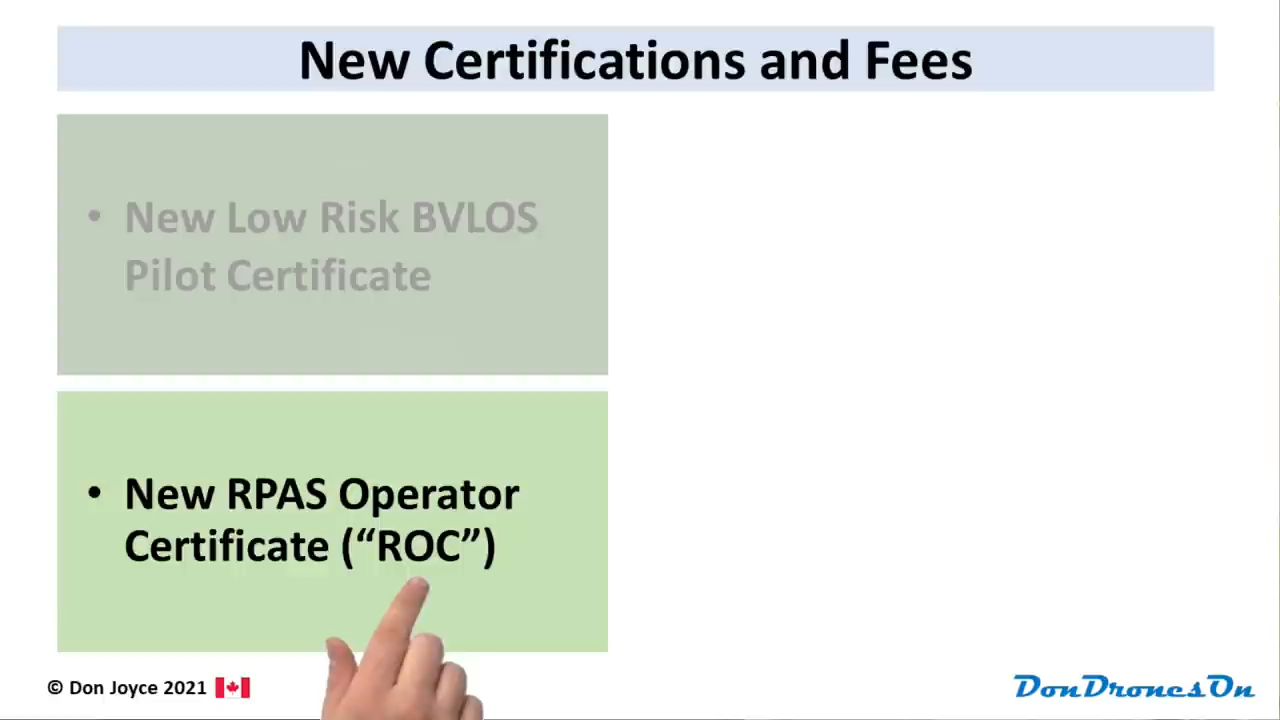 New Certifications and Fees
• New Low Risk BVLOS
Pilot Certificate
• New RPAS Operator
Certificate (“ROC”)
© Don Joyce 2021
DonDronesOn